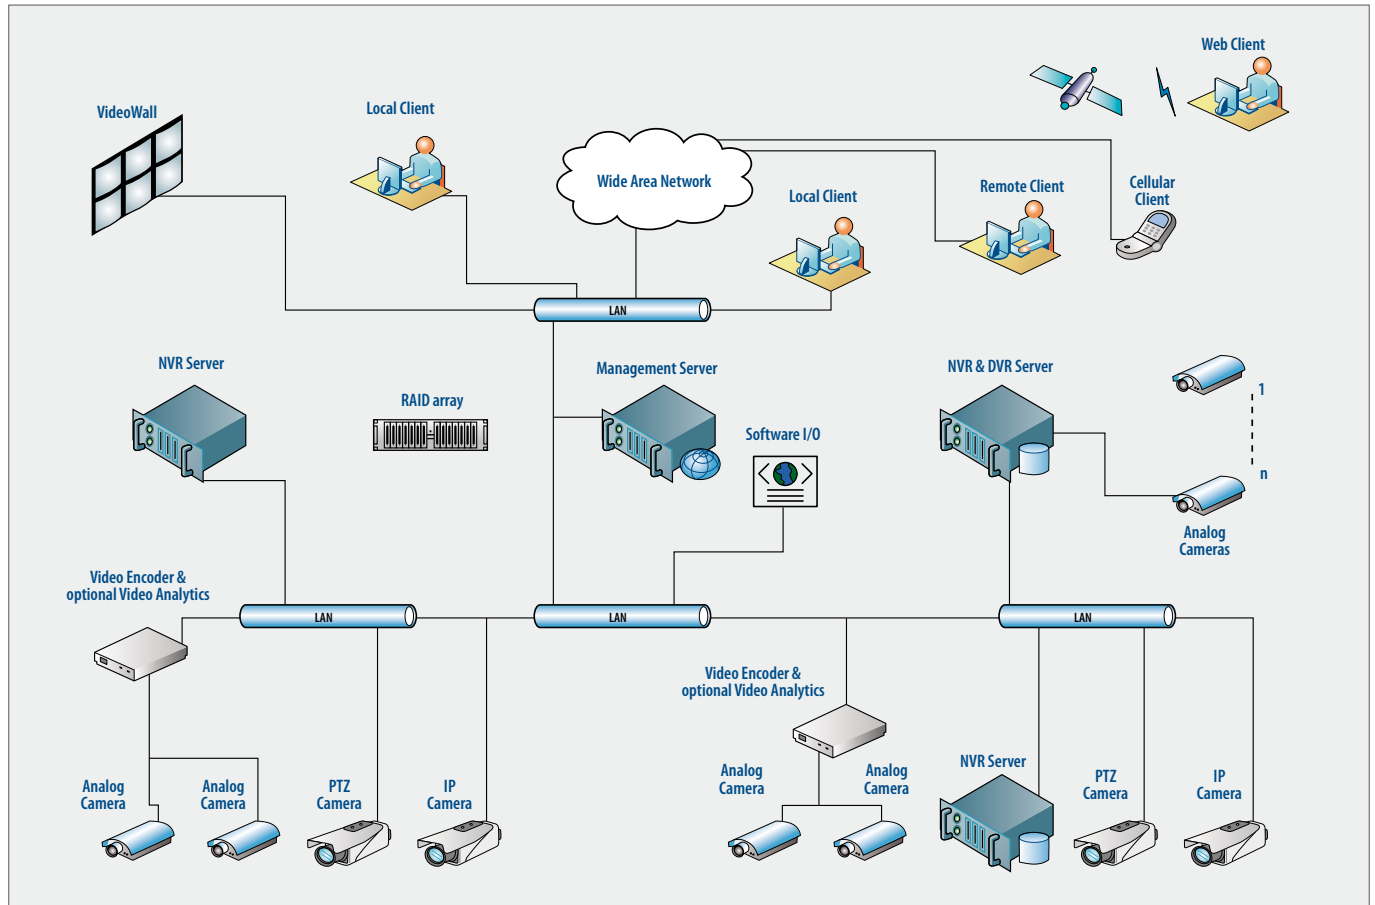 Web Client
VideoWall
Local Client
Wide Area Network
Local Client
Remote Client
Cellular
Client
LAN
NVR Server
RAID array
Management Server
Software I/O
NVR & DVR Server
1
n
Analog
Cameras
Video Encoder &
optional Video Analytics
LAN
LAN
LAN
Video Encoder &
optional Video Analytics
Analog
Camera
Analog
Camera
PTZ
Camera
IP
Camera
Analog
Camera
Analog
Camera
NVR Server
PTZ
Camera
IP
Camera